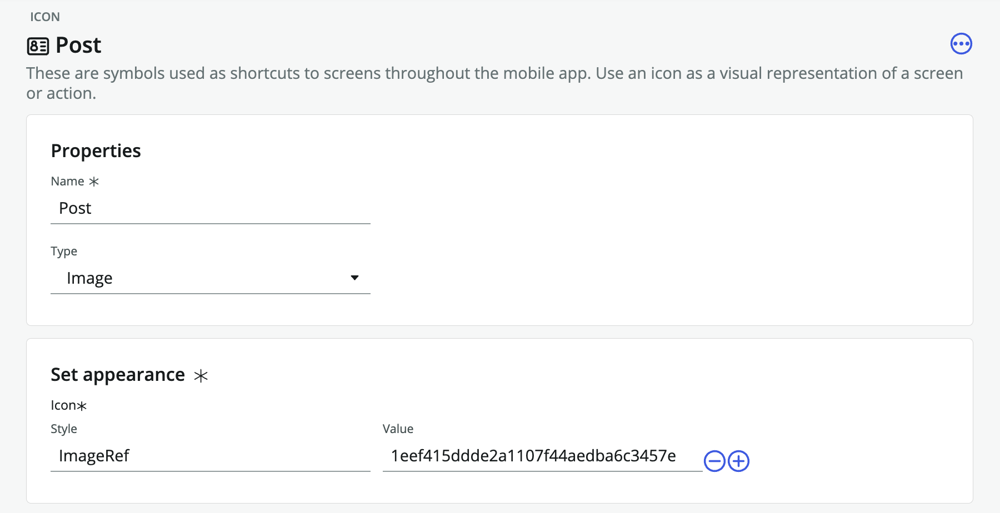 ICON
Post
These are symbols used as shortcuts to screens throughout the mobile app. Use an icon as a visual representation of a screen
or action.
Properties
Name *
Post
Type
Image
Set appearance *
Icon*
Style Value
ImageRef 1eef415ddde2a1107f44aedba6c3457e